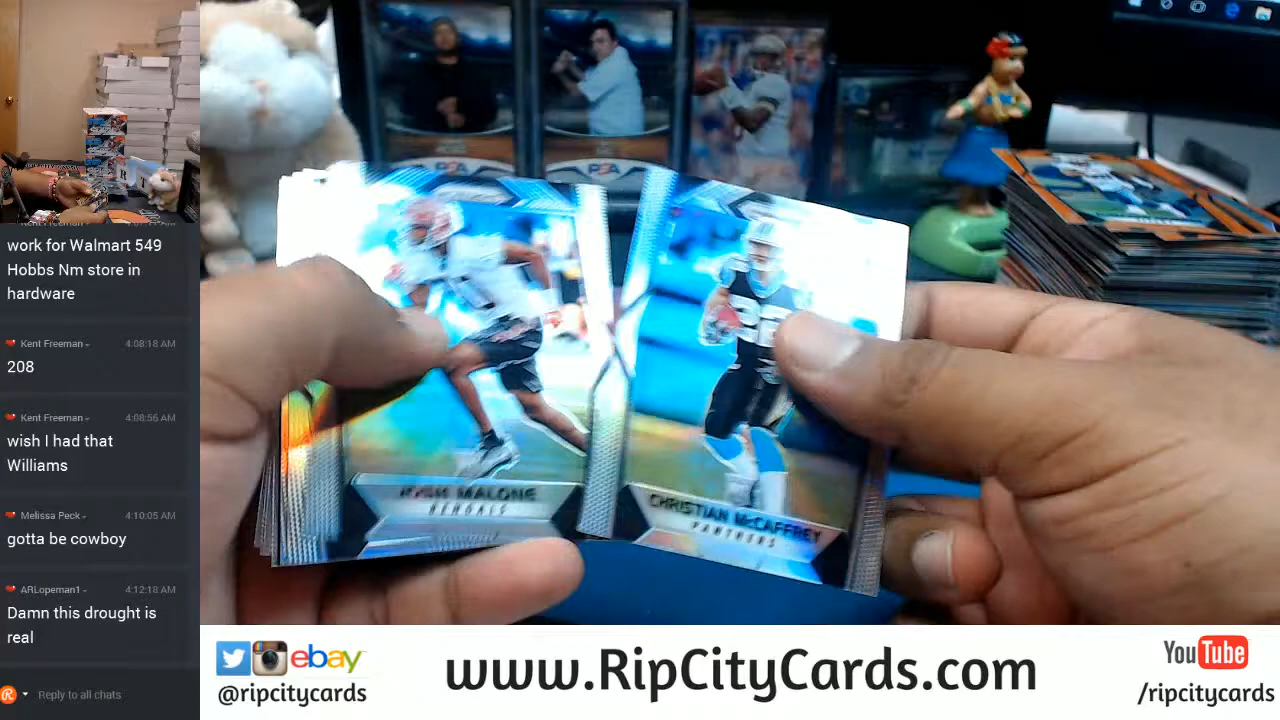 work for Walmart 549
Hobbs Nm store in
hardware
Kent Freeman 4:08:18 AM
208
Kent Freeman 4:08:56 AM
wish I had that
Williams
Melissa Peck 4:10:05 AM
gotta be cowboy
ARLopeman1 4:12:18 AM
Damn this drought is
real
Reply to all chats
PSA
PSA
JOSH MALONE
BENGALS
CHRISTIAN McCAFFREY
PANTHERS
22
ebay
@ripcitycards
www.RipCityCards.com
YouTube
/ripcitycards